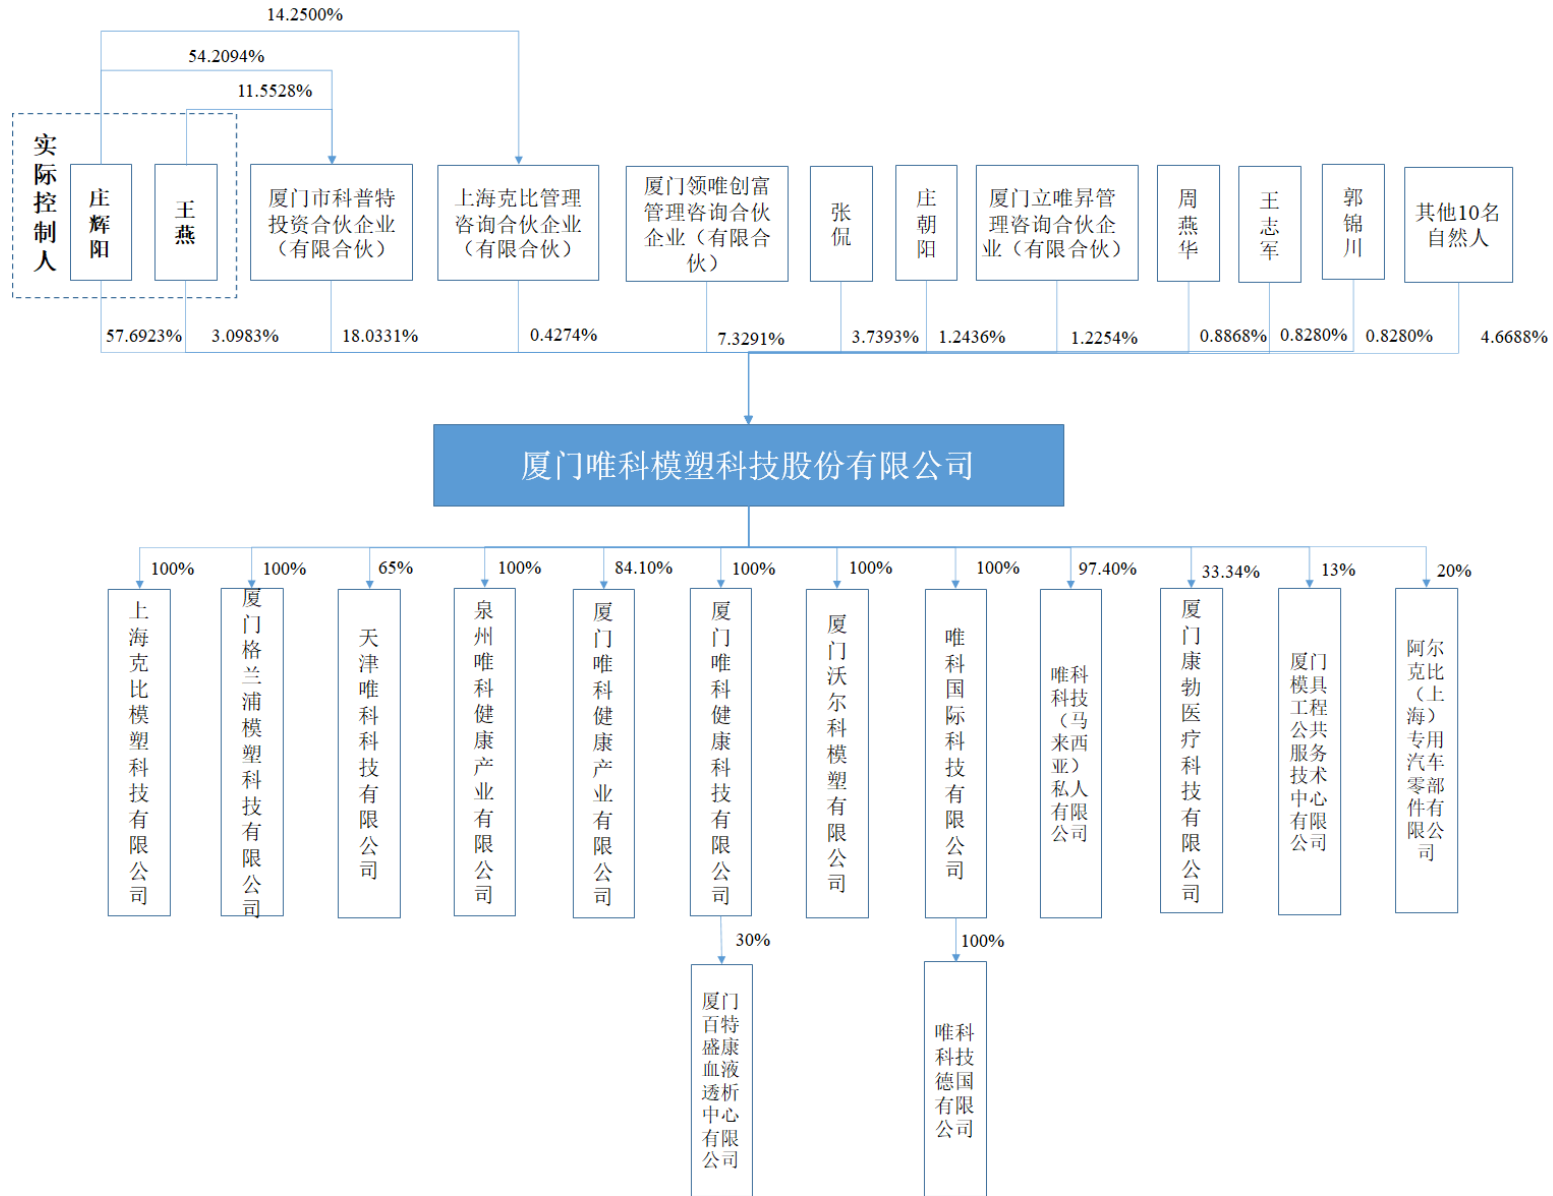 14.2500%
54.2094%
11.5528%
实际控制人
庄辉阳
王燕
厦门市科普特
投资合伙企业
（有限合伙）
上海克比管理
咨询合伙企业
（有限合伙）
厦门领唯创富
管理咨询合伙
企业（有限合
伙）
张侃
庄朝阳
厦门立唯昇管
理咨询合伙企
业（有限合伙）
周燕华
王志军
郭锦川
其他10名
自然人
57.6923%
3.0983%
18.0331%
0.4274%
7.3291%
3.7393%
1.2436%
1.2254%
0.8868%
0.8280%
0.8280%
4.6688%
厦门唯科模塑科技股份有限公司
100%
100%
65%
100%
84.10%
100%
100%
100%
97.40%
33.34%
13%
20%
上海克比模塑科技有限公司
厦门格兰浦模塑科技有限公司
天津唯科科技有限公司
泉州唯科健康产业有限公司
厦门唯科健康产业有限公司
厦门唯科健康科技有限公司
厦门沃尔科模塑有限公司
唯科国际科技有限公司
唯科
科技
（马
来西
亚）
私人
有限
公司
厦门康勃医疗科技有限公司
厦门
模具
工程
公共
服务
技术
中心
有限
公司
阿尔
克比
（上
海）
专用
汽车
零部
件有
限公
司
30%
100%
厦门
百特
盛康
血液
透析
中心
有限
公司
唯科
科技
德国
有限
公司